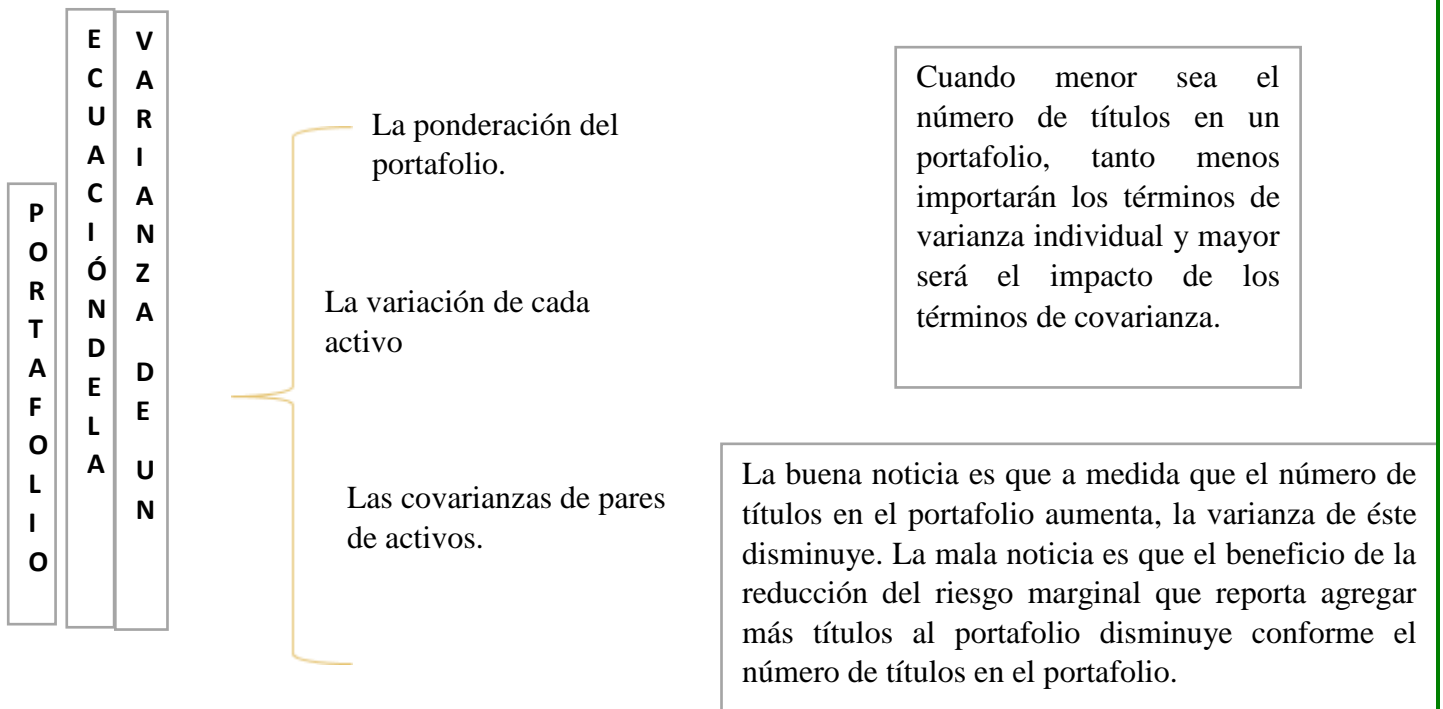 PORTAFOLIO
ECUACIÓNDELA
VARIANZA DE UN
La ponderación del
portafolio.
La variación de cada
activo
Las covarianzas de pares
de activos.
Cuando menor sea el
número de títulos en un
portafolio, tanto menos
importarán los términos de
varianza individual y mayor
será el impacto de los
términos de covarianza.
La buena noticia es que a medida que el número de
títulos en el portafolio aumenta, la varianza de éste
disminuye. La mala noticia es que el beneficio de la
reducción del riesgo marginal que reporta agregar
más títulos al portafolio disminuye conforme el
número de títulos en el portafolio.